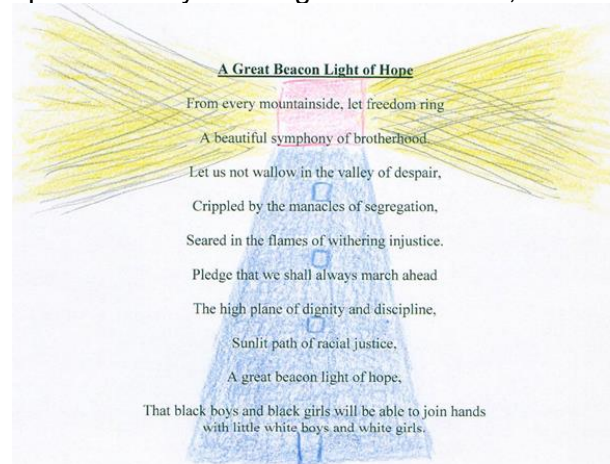 A Great Beacon Light of Hope
From every mountainside, let freedom ring
A beautiful symphony of brotherhood.
Let us not wallow in the valley of despair,
Crippled by the manacles of segregation,
Seared in the flames of withering injustice.
Pledge that we shall always march ahead
The high plane of dignity and discipline,
Sunlit path of racial justice,
A great beacon light of hope,
That black boys and black girls will be able to join hands
with little white boys and white girls.